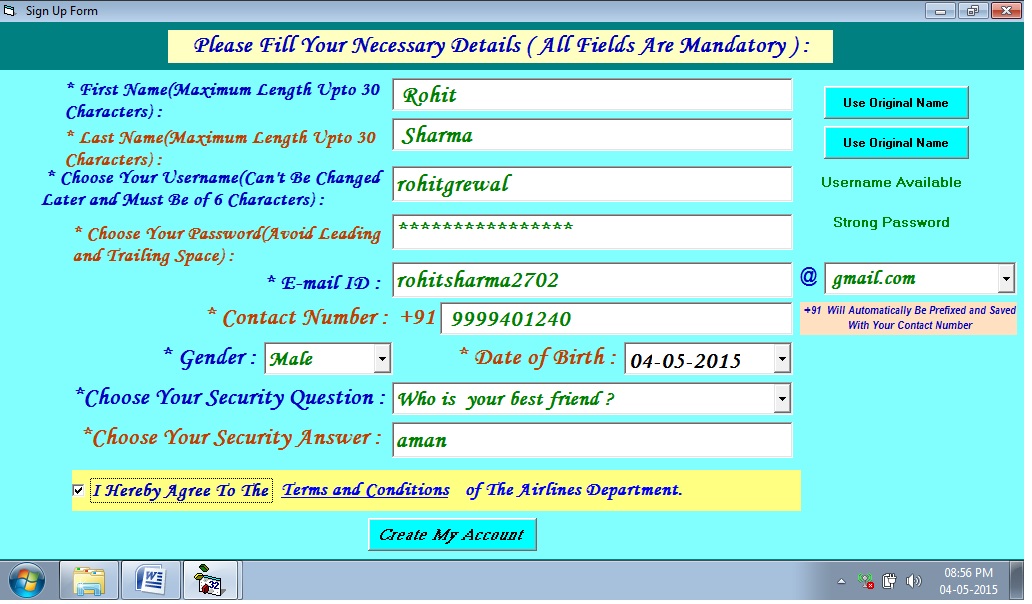 Sign Up Form
Please Fill Your Necessary Details ( All Fields Are Mandatory ) :
* First Name(Maximum Length Upto 30
Characters) :
Rohit
Use Original Name
* Last Name(Maximum Length Upto 30
Characters) :
Sharma
Use Original Name
* Choose Your Username(Can't Be Changed
Later and Must Be of 6 Characters) :
rohitgrewal
Username Available
* Choose Your Password(Avoid Leading
and Trailing Space) :
****************
Strong Password
* E-mail ID :
rohitsharma2702
@ gmail.com
* Contact Number : +91 9999401240
+91 Will Automatically Be Prefixed and Saved
With Your Contact Number
* Gender : Male
* Date of Birth : 04-05-2015
*Choose Your Security Question : Who is your best friend ?
*Choose Your Security Answer : aman
I Hereby Agree To The Terms and Conditions of The Airlines Department.
Create My Account
32
08:56 PM
04-05-2015